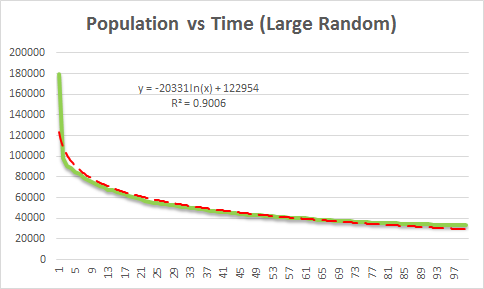 Population vs Time (Large Random)
200000
180000
160000
140000
120000
100000
80000
60000
40000
20000
0
y = -20331ln(x) + 122954
R² = 0.9006
1 5 9 13 17 21 25 29 33 37 41 45 49 53 57 61 65 69 73 77 81 85 89 93 97